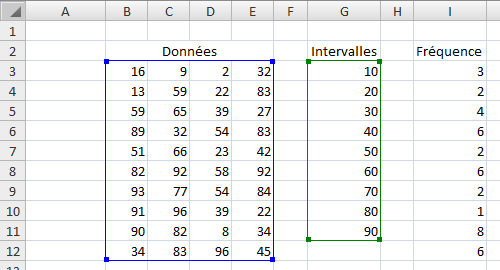 A B C D E F G H I
1
2 Données Intervalles Fréquence
3 16 9 2 32 10 3
4 13 59 22 83 20 2
5 59 65 39 27 30 4
6 89 32 54 83 40 6
7 51 66 23 42 50 2
8 82 92 58 92 60 6
9 93 77 54 84 70 2
10 91 96 39 22 80 1
11 90 82 8 34 90 8
12 34 83 96 45 6